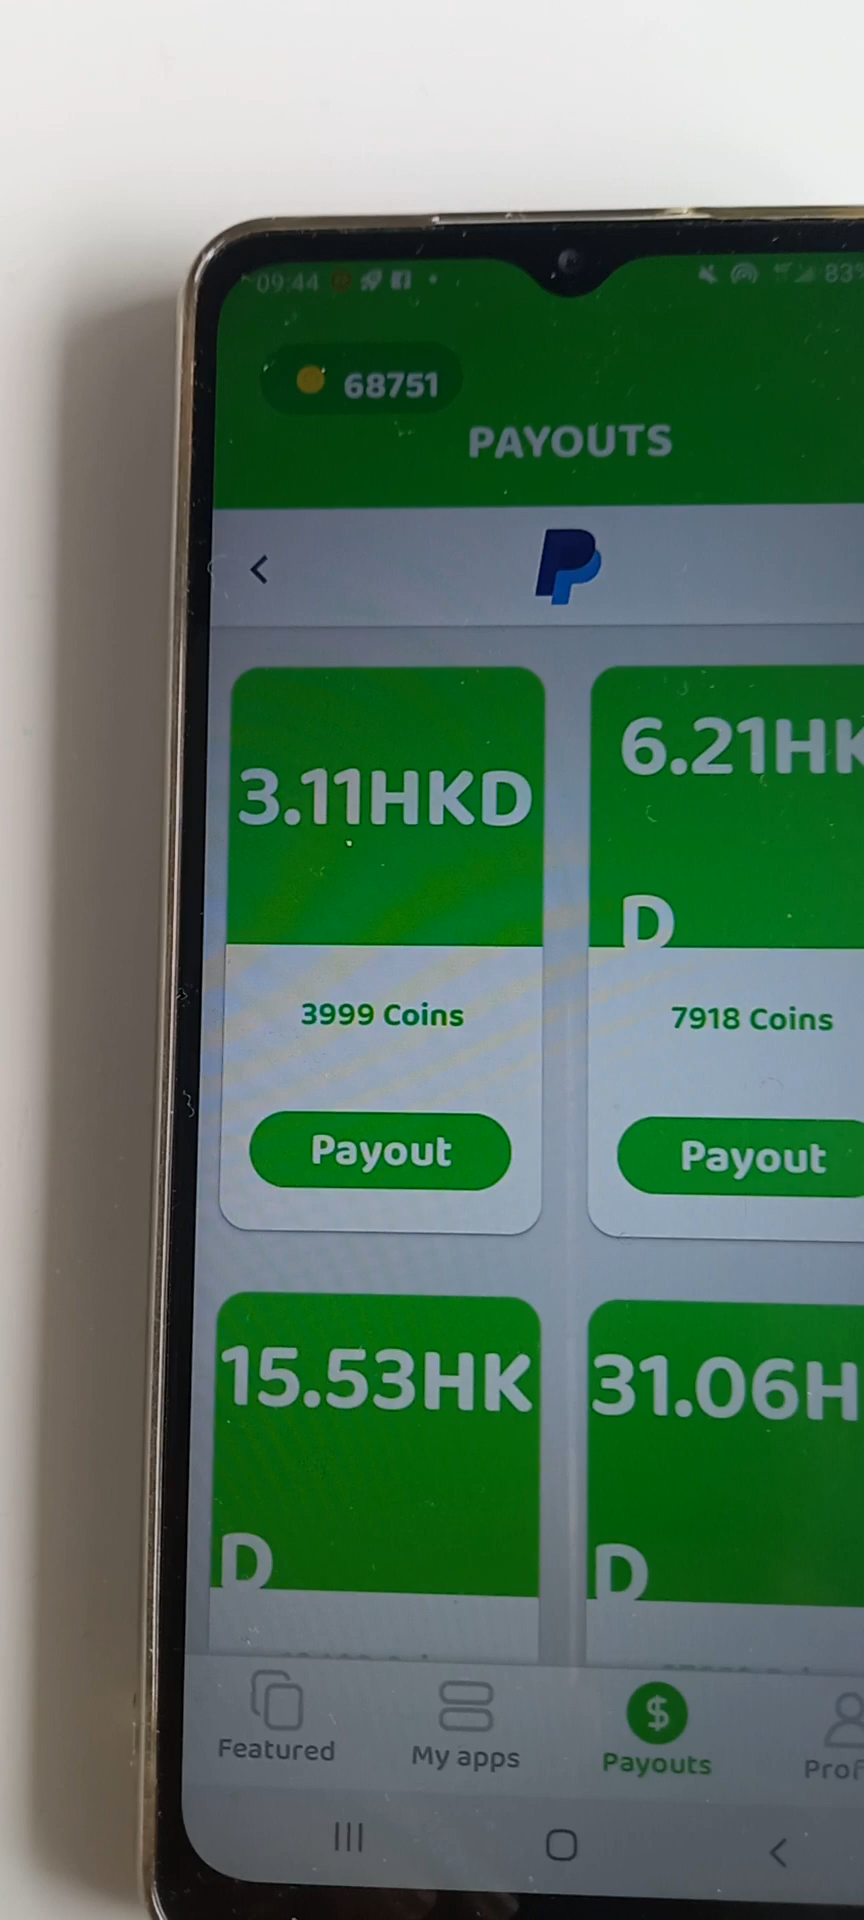 09:44
83%
68751
PAYOUTS
3.11HKD
6.21HK
D
3999 Coins
7918 Coins
Payout
Payout
15.53HK
D
31.06H
D
Featured
My apps
Payouts
Prof